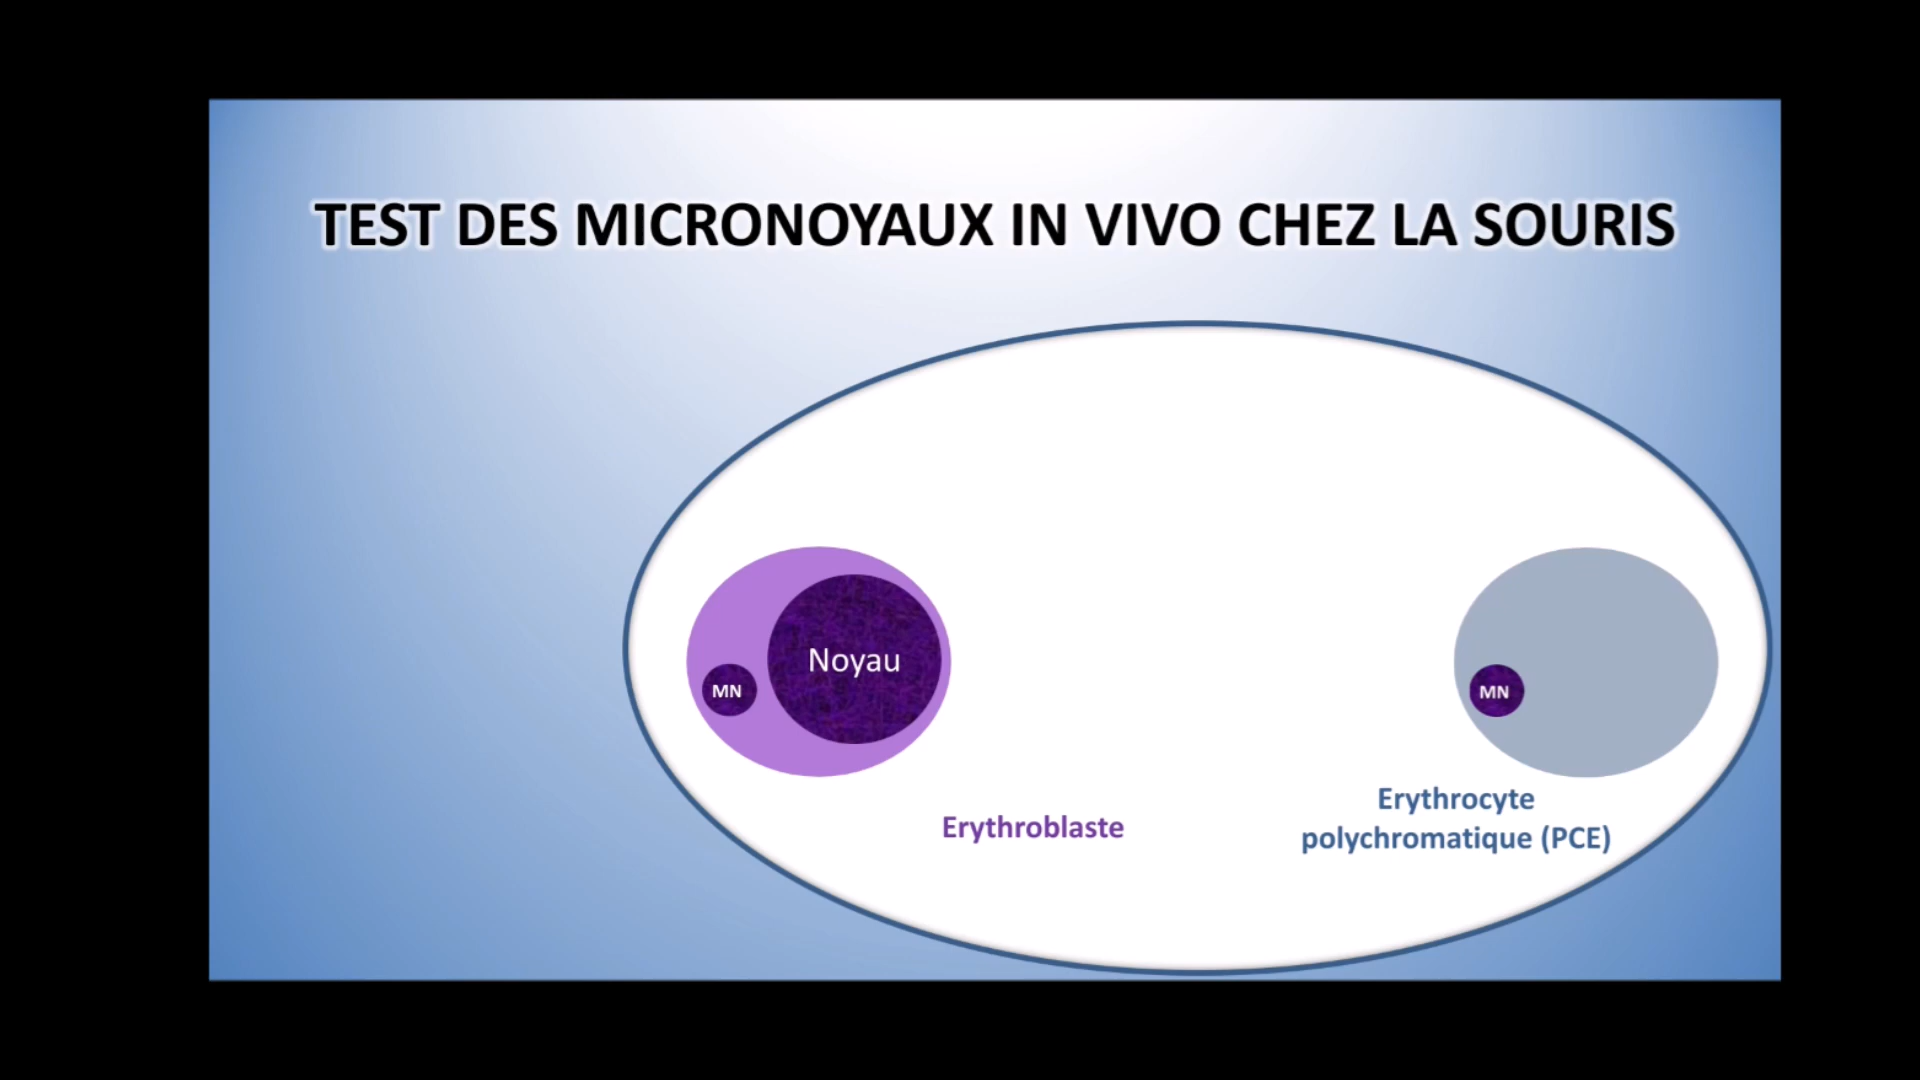 TEST DES MICRONOYAUX IN VIVO CHEZ LA SOURIS
Noyau
MN
MN
Erythroblaste
Erythrocyte
polychromatique (PCE)